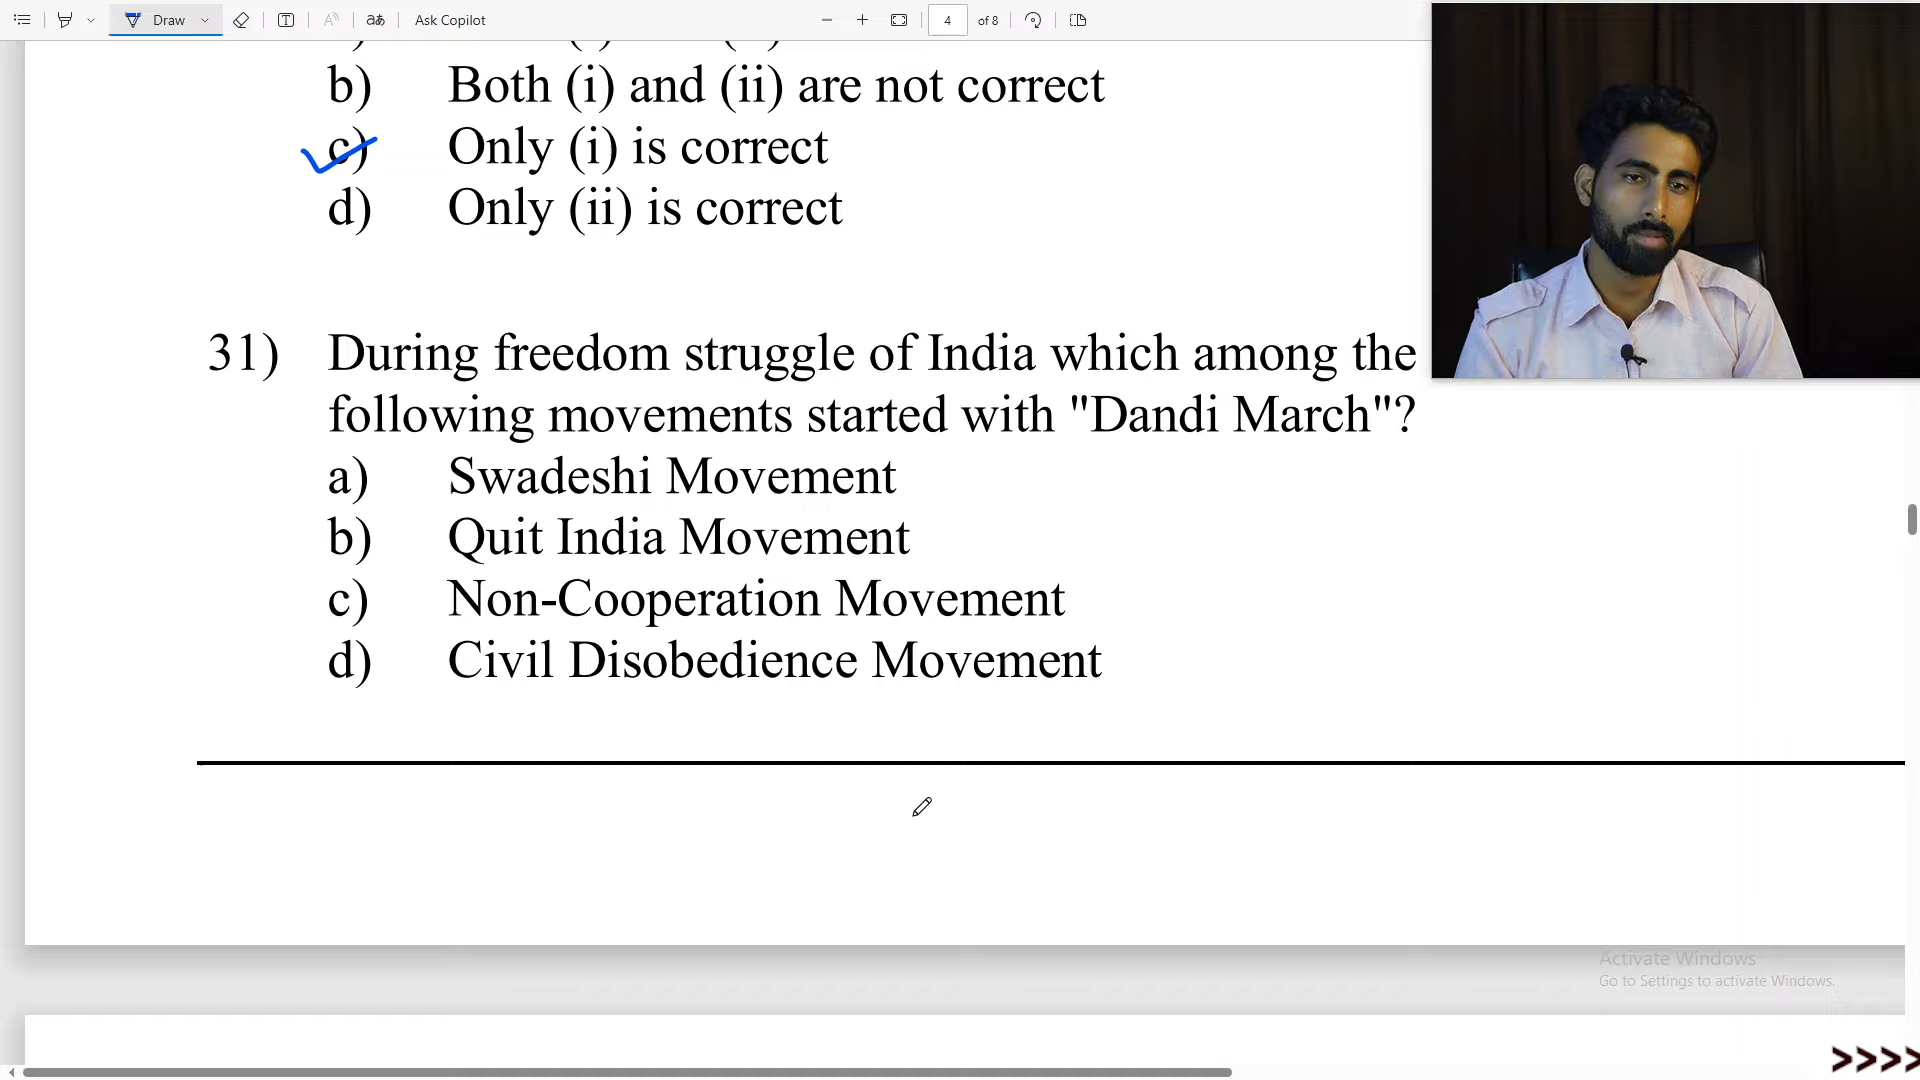 Draw
A
aあ
Ask Copilot
4 of 8
b) Both (i) and (ii) are not correct
c) Only (i) is correct
d) Only (ii) is correct
31) During freedom struggle of India which among the
following movements started with "Dandi March"?
a) Swadeshi Movement
b) Quit India Movement
c) Non-Cooperation Movement
d) Civil Disobedience Movement
Activate Windows
Go to Settings to activate Windows.
>>>>